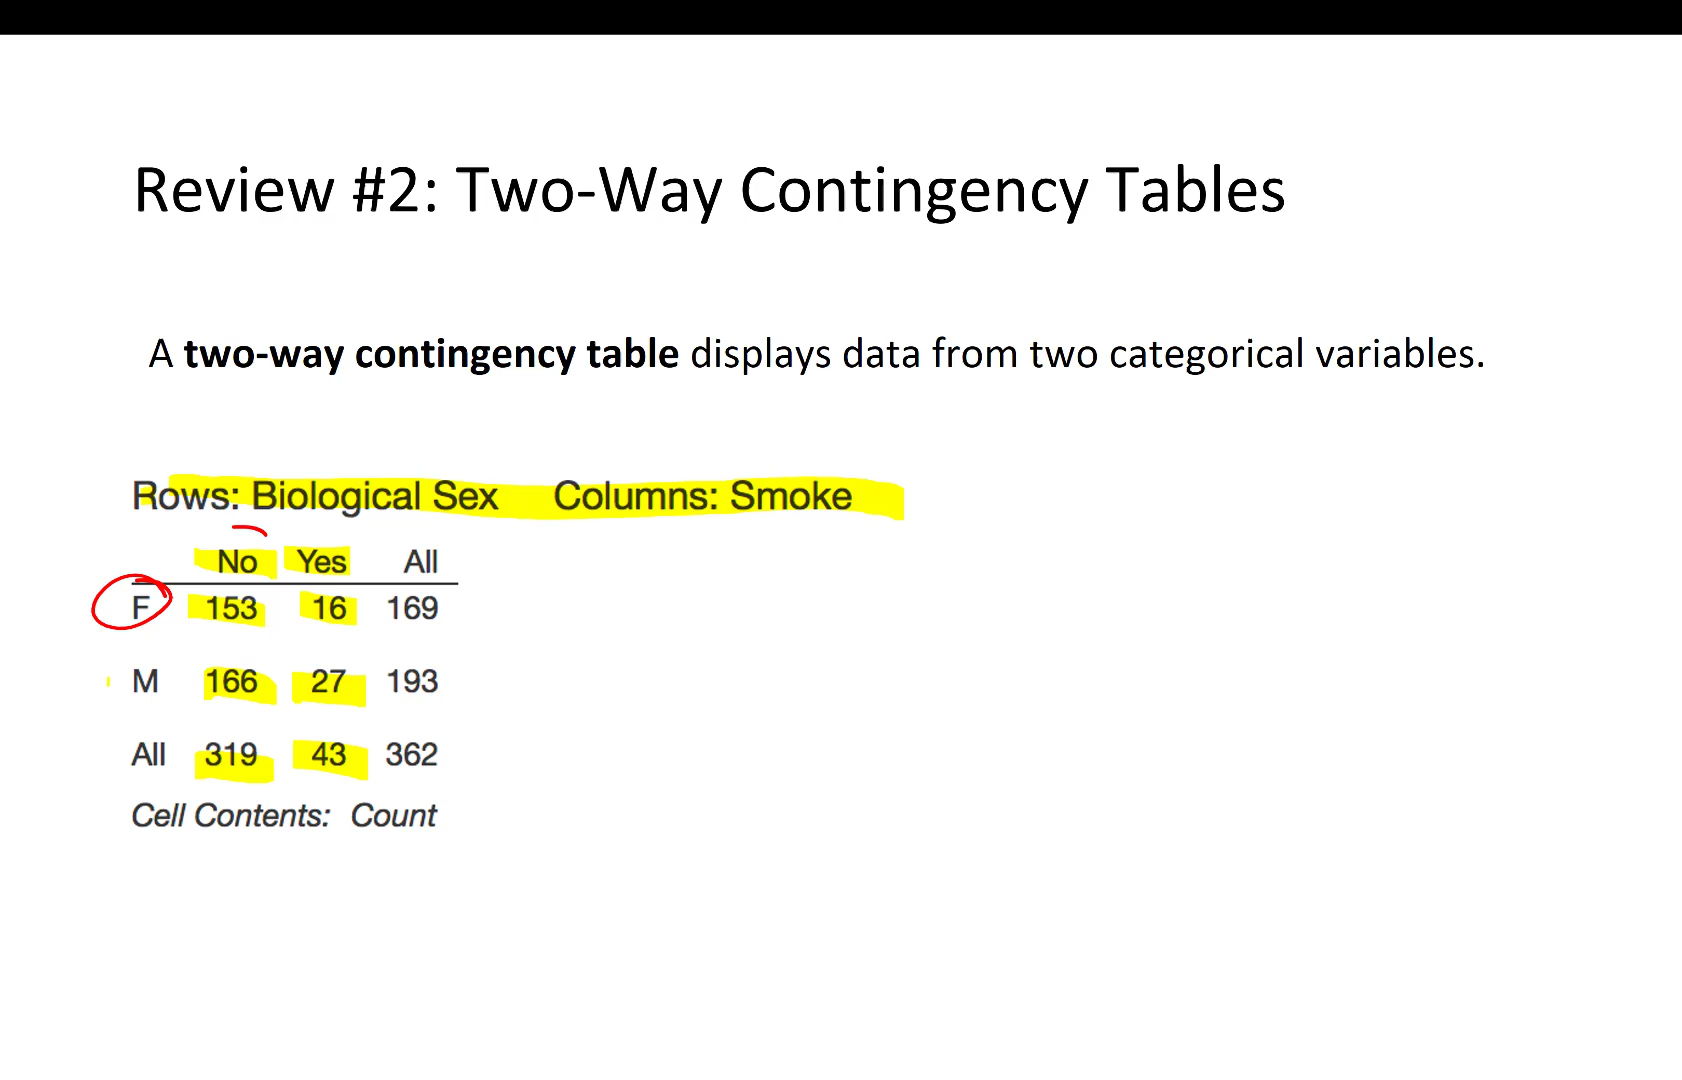 Review #2: Two-Way Contingency Tables
A two-way contingency table displays data from two categorical variables.
Rows: Biological Sex Columns: Smoke
No Yes All
F 153 16 169
M 166 27 193
All 319 43 362
Cell Contents: Count